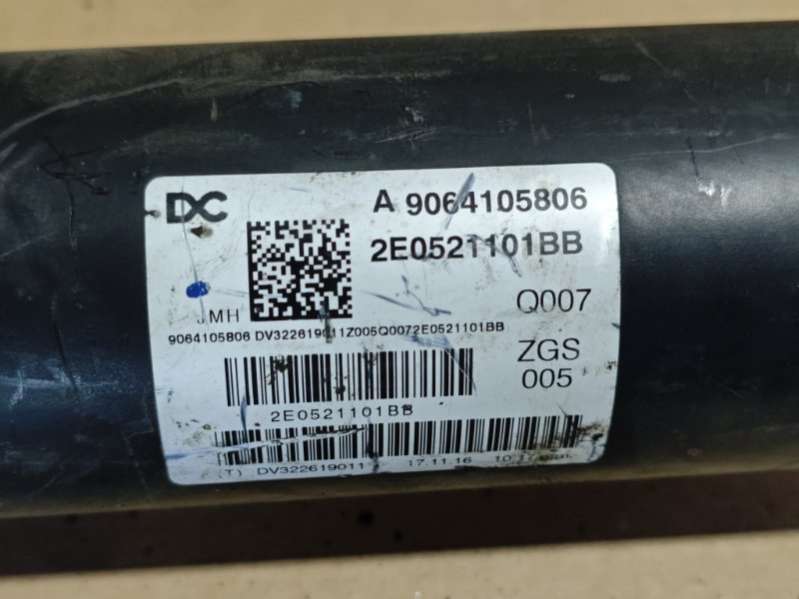 DC
A 9064105806
2E0521101BB
Q007
JMH
9064105806 DV322619011Z005Q0072E0521101BB
ZGS
005
2E0521101BB
(T) DV322619011 17.11.16